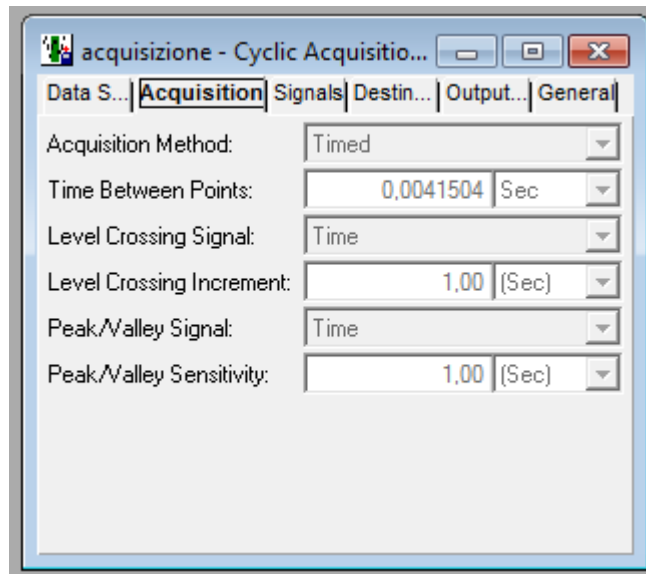 acquisizione - Cyclic Acquisitio...
Data S... Acquisition Signals Destin... Output... General
Acquisition Method: Timed
Time Between Points: 0,0041504 Sec
Level Crossing Signal: Time
Level Crossing Increment: 1,00 (Sec)
Peak/Valley Signal: Time
Peak/Valley Sensitivity: 1,00 (Sec)